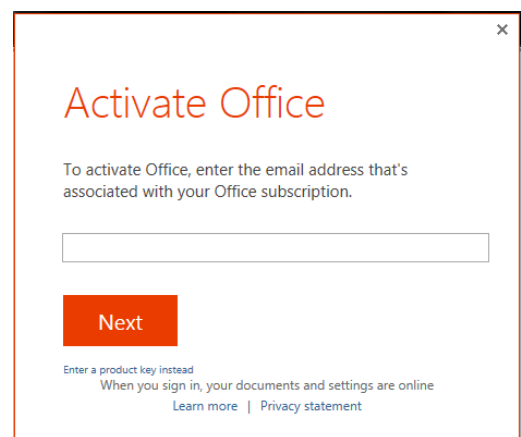 Activate Office
To activate Office, enter the email address that's
associated with your Office subscription.
Next
Enter a product key instead
When you sign in, your documents and settings are online
Learn more | Privacy statement